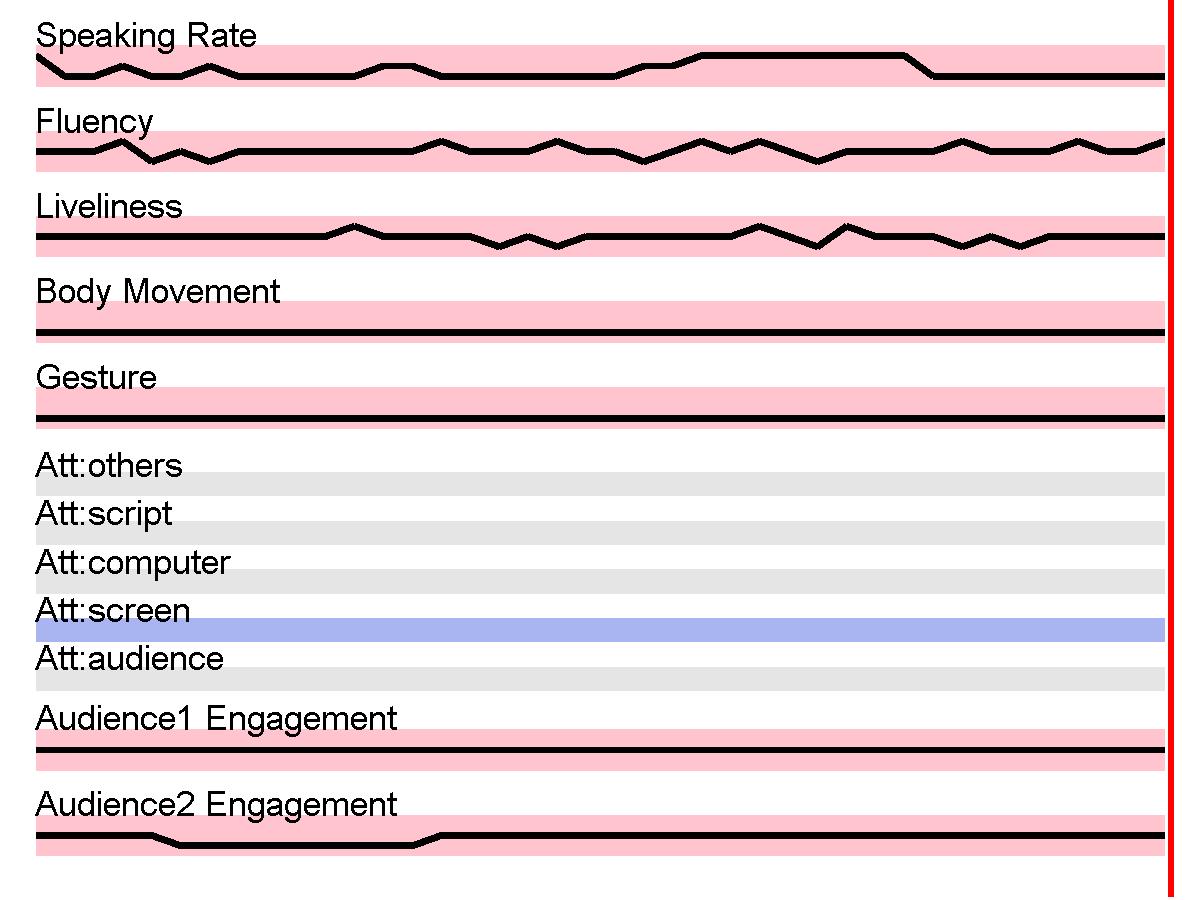 Speaking Rate
Fluency
Liveliness
Body Movement
Gesture
Att:others
Att:script
Att:computer
Att:screen
Att:audience
Audience1 Engagement
Audience2 Engagement